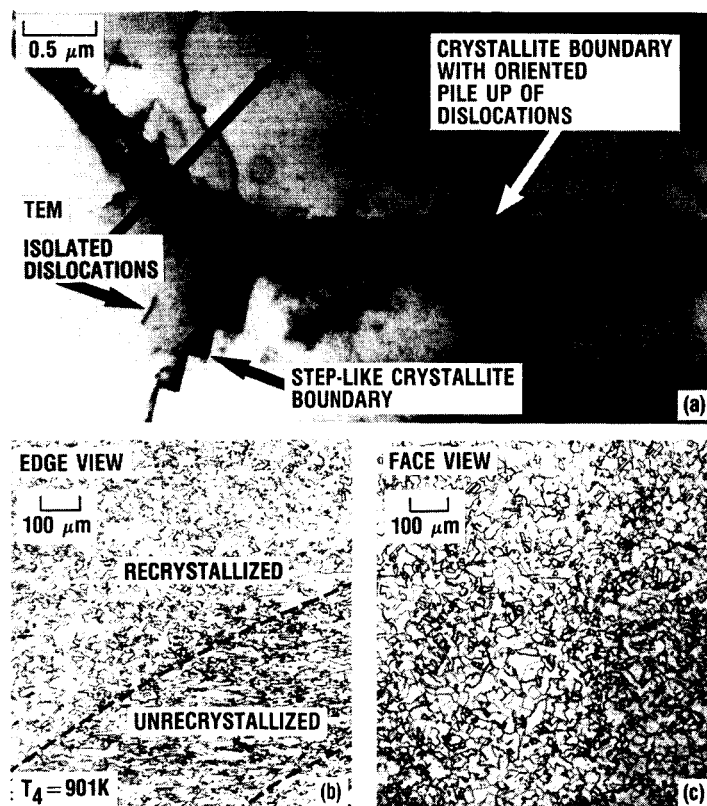 0.5 μm
CRYSTALLITE BOUNDARY
WITH ORIENTED
PILE UP OF
DISLOCATIONS
TEM
ISOLATED
DISLOCATIONS
STEP-LIKE CRYSTALLITE
BOUNDARY
(a)
EDGE VIEW
100 μm
RECRYSTALLIZED
UNRECRYSTALLIZED
T₄ = 901K
(b)
FACE VIEW
100 μm
(c)